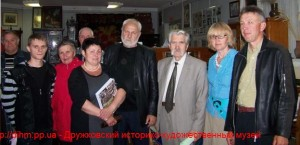 http://dhm.pp.ua - Дружковский историко-художественный музей